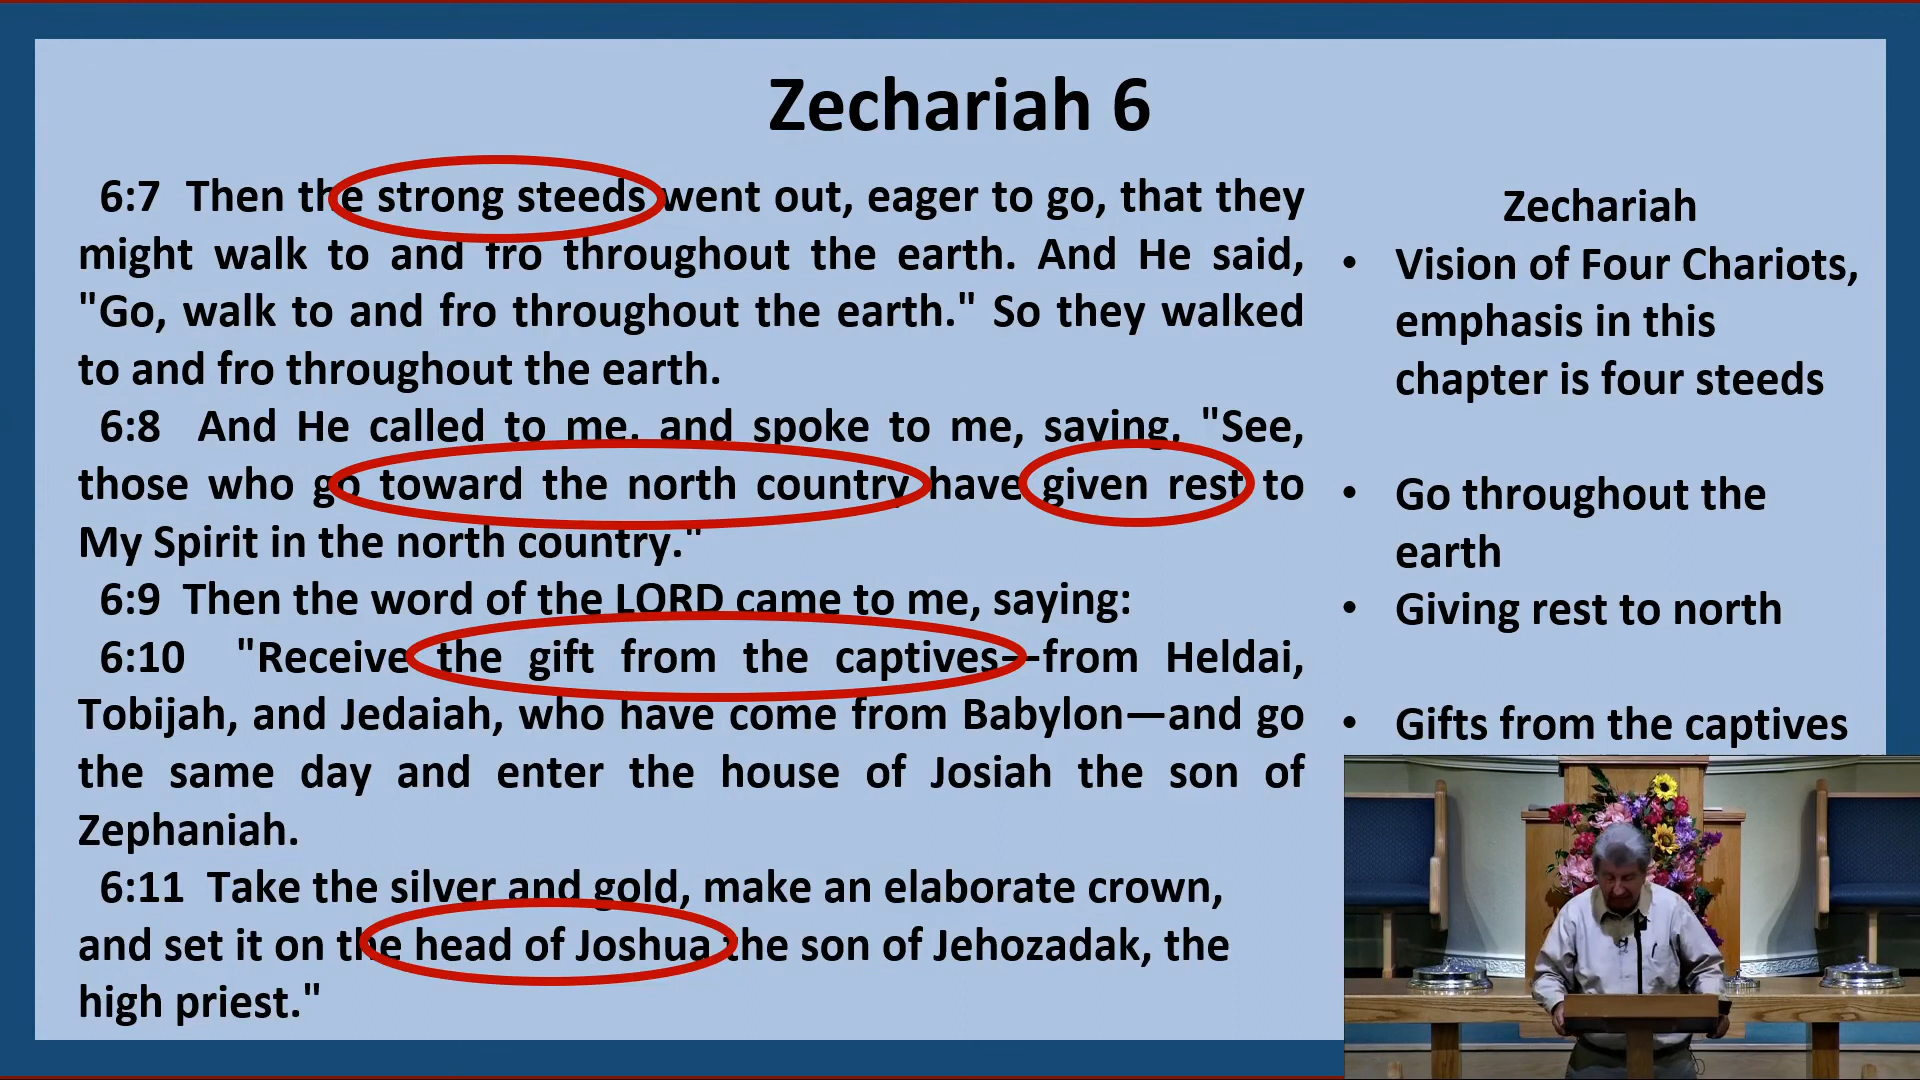 Zechariah 6
6:7 Then the strong steeds went out, eager to go, that they
might walk to and fro throughout the earth. And He said,
"Go, walk to and fro throughout the earth." So they walked
to and fro throughout the earth.
6:8 And He called to me, and spoke to me, saying, "See,
those who go toward the north country have given rest to
My Spirit in the north country."
6:9 Then the word of the LORD came to me, saying:
6:10 "Receive the gift from the captives—from Heldai,
Tobijah, and Jedaiah, who have come from Babylon—and go
the same day and enter the house of Josiah the son of
Zephaniah.
6:11 Take the silver and gold, make an elaborate crown,
and set it on the head of Joshua the son of Jehozadak, the
high priest."
Zechariah
• Vision of Four Chariots,
emphasis in this
chapter is four steeds
• Go throughout the
earth
• Giving rest to north
• Gifts from the captives